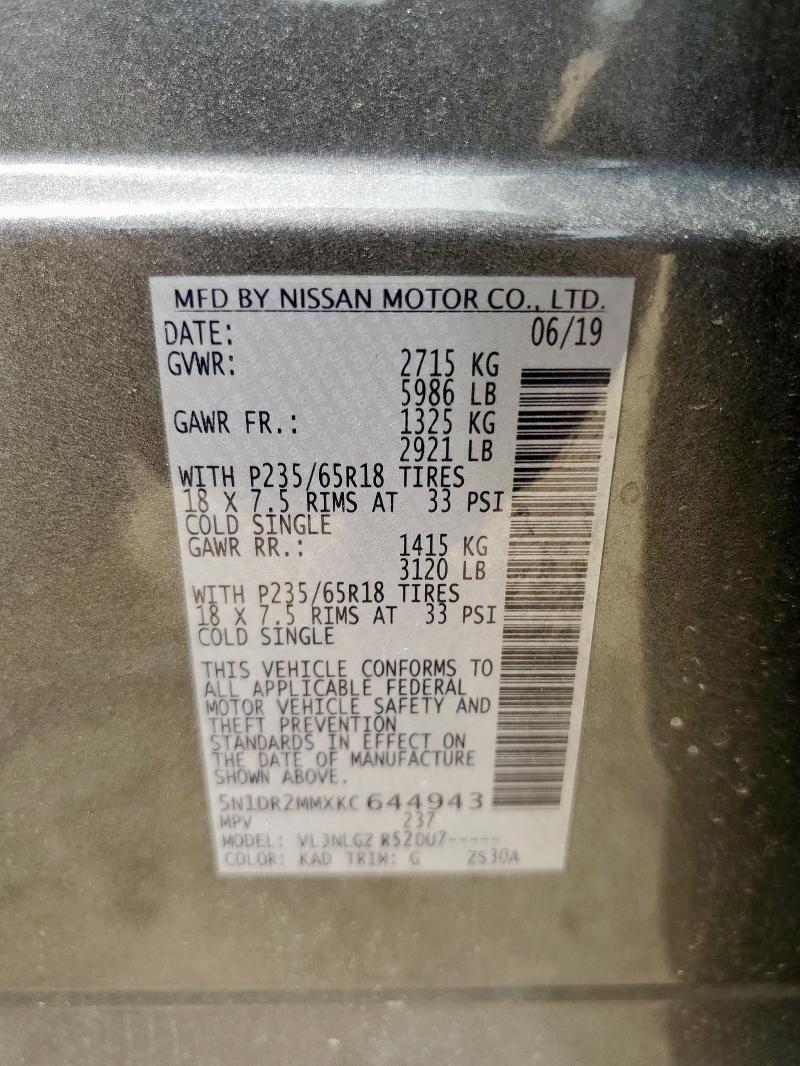 MFD BY NISSAN MOTOR CO., LTD.
DATE: 06/19
GVWR: 2715 KG
5986 LB
GAWR FR.: 1325 KG
2921 LB
WITH P235/65R18 TIRES
18 X 7.5 RIMS AT 33 PSI
COLD SINGLE
GAWR RR.: 1415 KG
3120 LB
WITH P235/65R18 TIRES
18 X 7.5 RIMS AT 33 PSI
COLD SINGLE
THIS VEHICLE CONFORMS TO
ALL APPLICABLE FEDERAL
MOTOR VEHICLE SAFETY AND
THEFT PREVENTION
STANDARDS IN EFFECT ON
THE DATE OF MANUFACTURE
SHOWN ABOVE.
5N1DR2MMXKC644943
MPV 237
MODEL: VLJNLGZ R52DU7-----
COLOR: KAD TRIM: G ZS30A